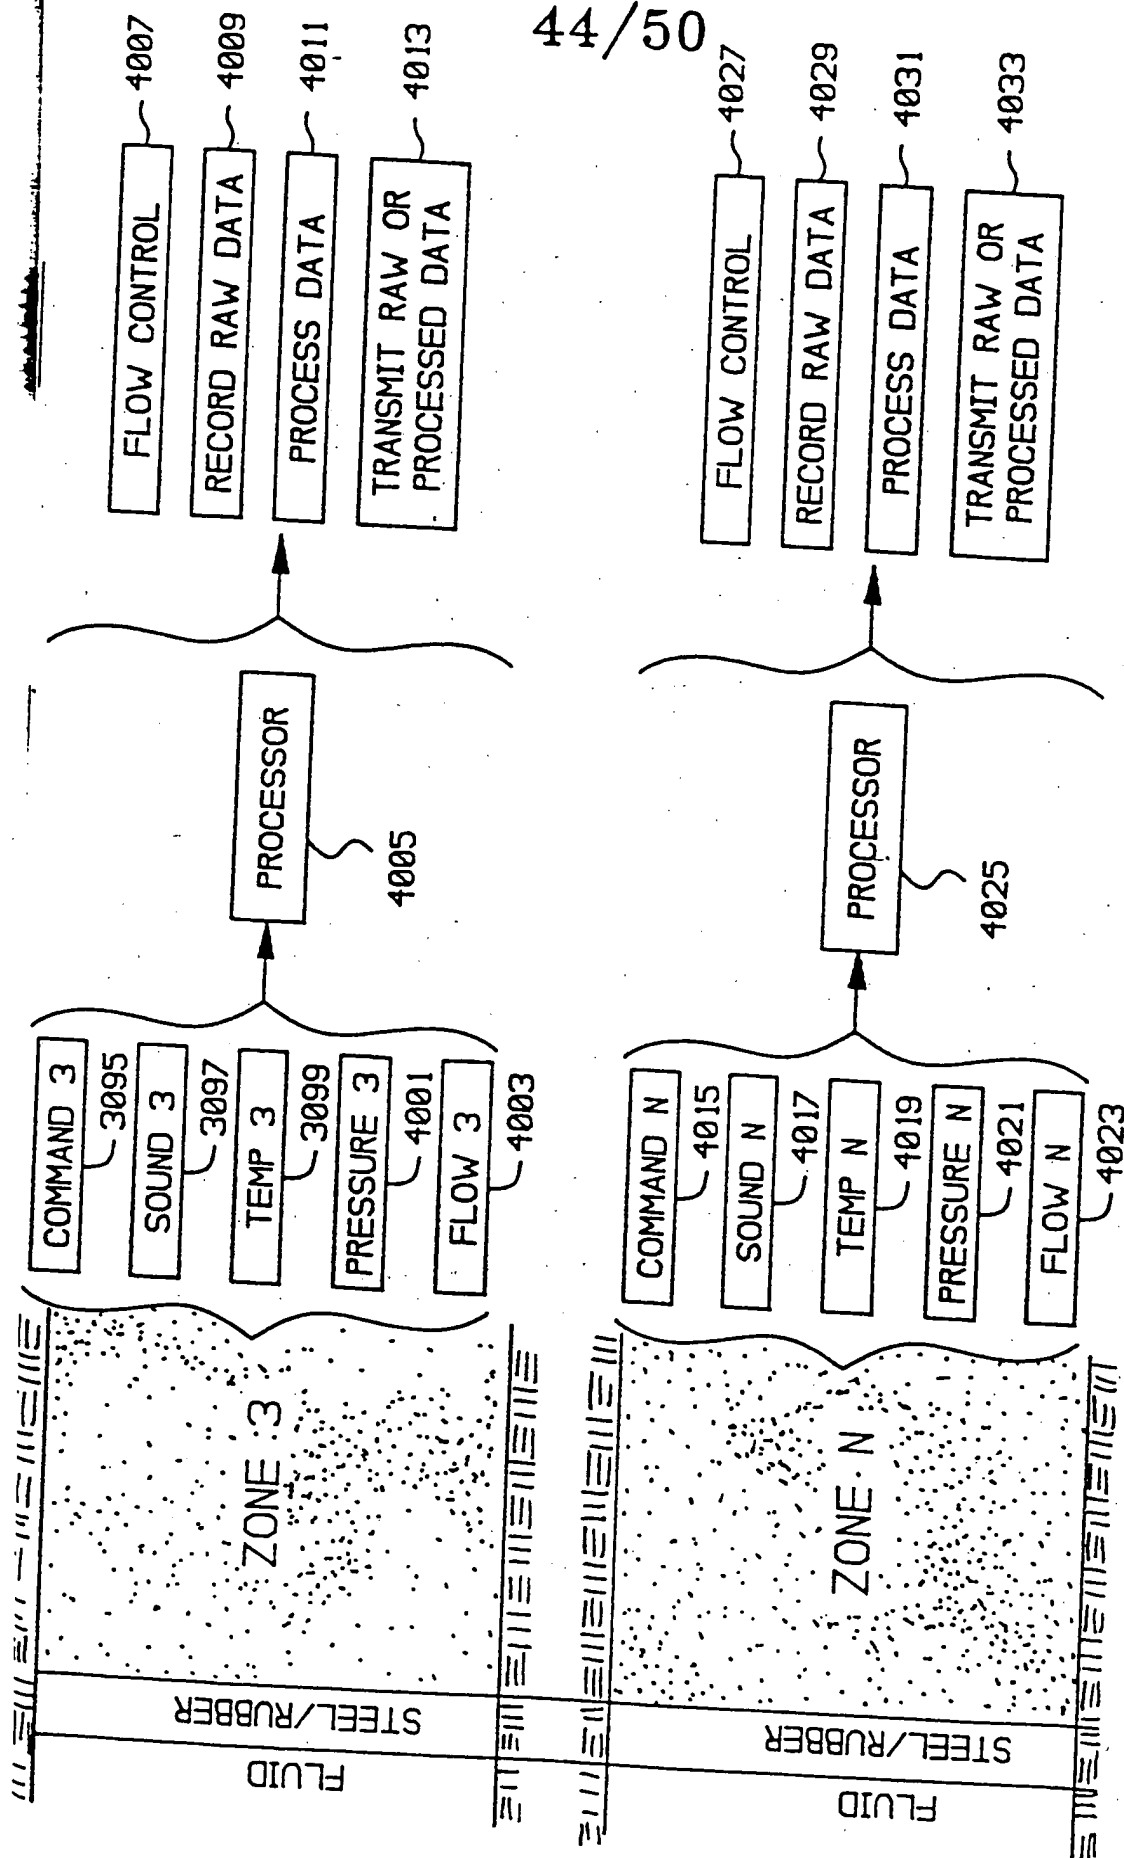 44/50
FLUID
STEEL/RUBBER
ZONE 3
COMMAND 3
3095
SOUND 3
3097
TEMP 3
3099
PRESSURE 3
4001
FLOW 3
4003
PROCESSOR
4005
FLOW CONTROL
4007
RECORD RAW DATA
4009
PROCESS DATA
4011
TRANSMIT RAW OR
PROCESSED DATA
4013
FLUID
STEEL/RUBBER
ZONE N
COMMAND N
4015
SOUND N
4017
TEMP N
4019
PRESSURE N
4021
FLOW N
4023
PROCESSOR
4025
FLOW CONTROL
4027
RECORD RAW DATA
4029
PROCESS DATA
4031
TRANSMIT RAW OR
PROCESSED DATA
4033